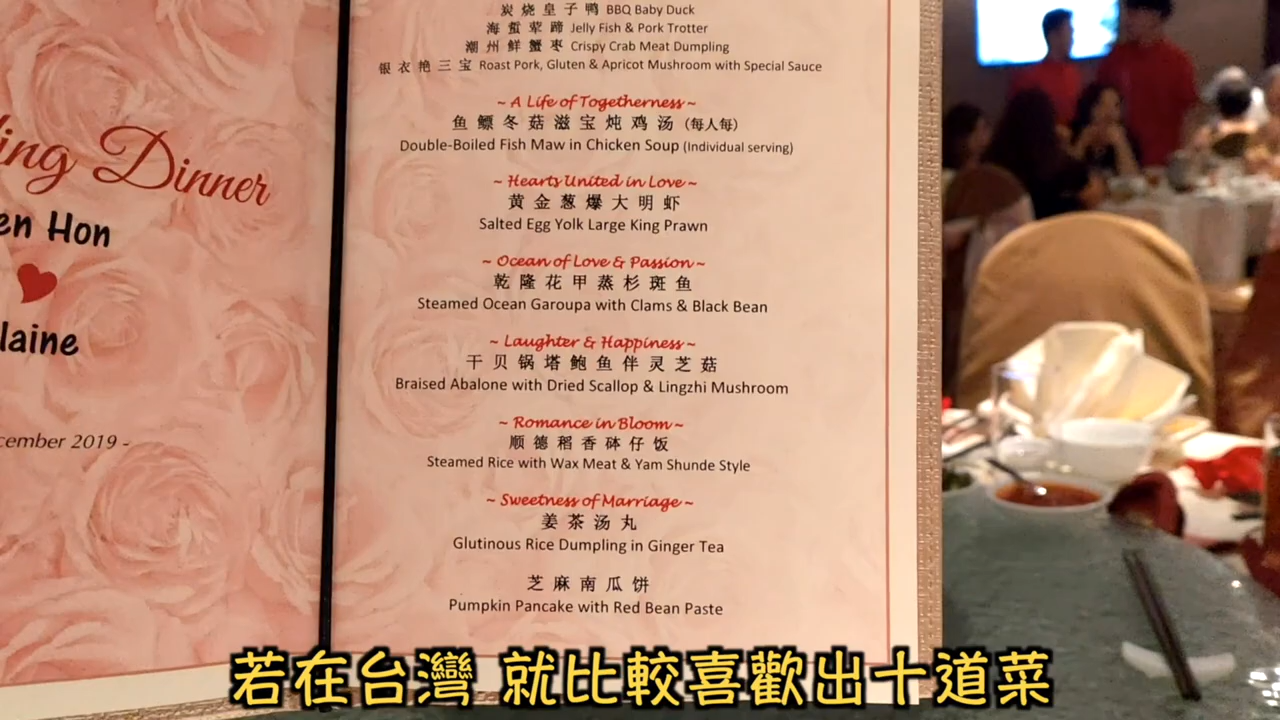 ing Dinner
en Hon
laine
cember 2019 -
炭烧皇子鸭 BBQ Baby Duck
海蜇荤蹄 Jelly Fish & Pork Trotter
潮州鲜蟹枣 Crispy Crab Meat Dumpling
银衣艳三宝 Roast Pork, Gluten & Apricot Mushroom with Special Sauce
~ A Life of Togetherness ~
鱼鳔冬菇滋宝炖鸡汤 (每人每)
Double-Boiled Fish Maw in Chicken Soup (Individual serving)
~ Hearts United in Love ~
黄金葱爆大明虾
Salted Egg Yolk Large King Prawn
~ Ocean of Love & Passion ~
乾隆花甲蒸杉斑鱼
Steamed Ocean Garoupa with Clams & Black Bean
~ Laughter & Happiness ~
干贝锅塔鲍鱼伴灵芝菇
Braised Abalone with Dried Scallop & Lingzhi Mushroom
~ Romance in Bloom ~
顺德稻香砵仔饭
Steamed Rice with Wax Meat & Yam Shunde Style
~ Sweetness of Marriage ~
姜茶汤丸
Glutinous Rice Dumpling in Ginger Tea
芝麻南瓜饼
Pumpkin Pancake with Red Bean Paste
若在台灣 就比較喜歡出十道菜